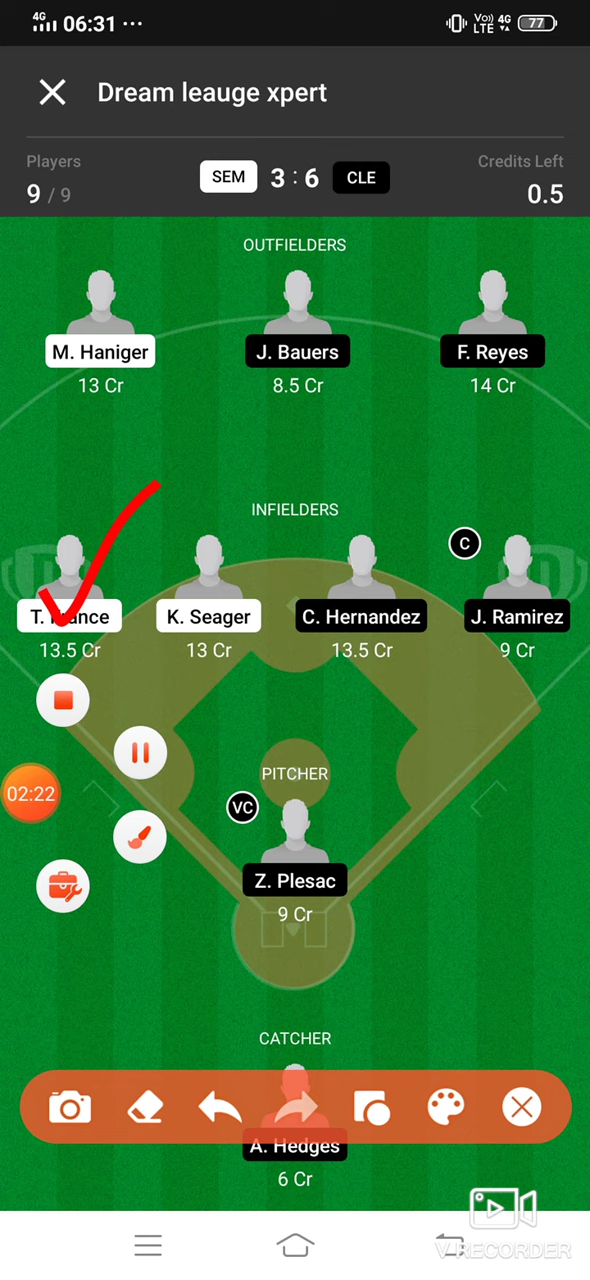 4G 06:31 ... Vo)) LTE 4G 77
Dream leauge xpert
Players Credits Left
9 / 9 SEM 3 : 6 CLE 0.5
OUTFIELDERS
M. Haniger J. Bauers F. Reyes
13 Cr 8.5 Cr 14 Cr
INFIELDERS
C
T. France K. Seager C. Hernandez J. Ramirez
13.5 Cr 13 Cr 13.5 Cr 9 Cr
02:22
PITCHER
VC
Z. Plesac
9 Cr
CATCHER
A. Hedges
6 Cr
V RECORDER